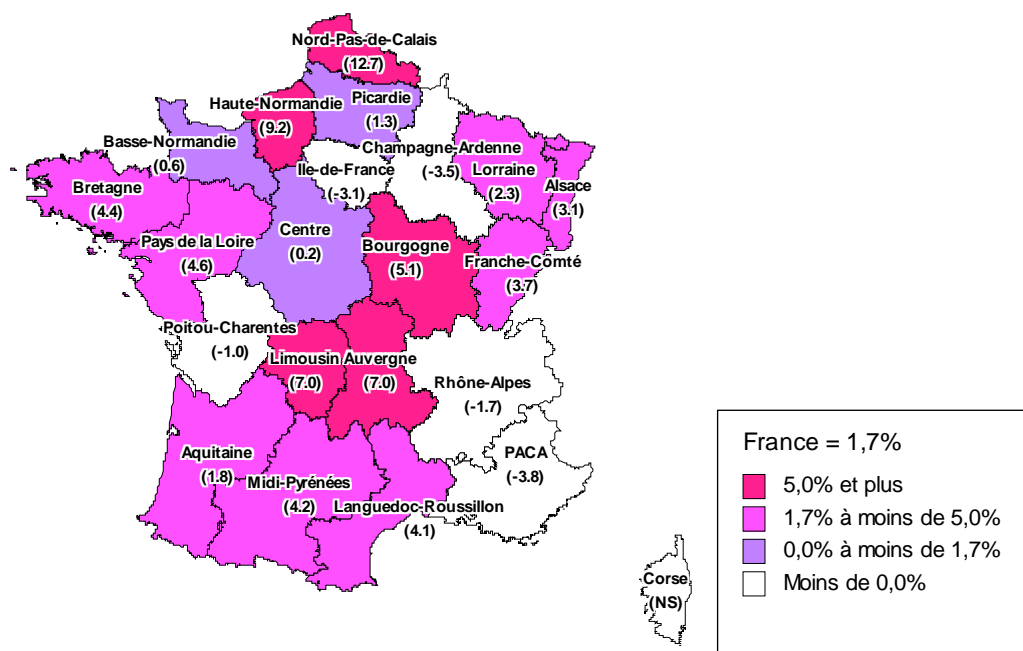 Nord-Pas-de-Calais
(12.7)
Haute-Normandie
(9.2)
Picardie
(1.3)
Basse-Normandie
(0.6)
Champagne-Ardenne
(-3.5)
Ile-de-France
(-3.1)
Lorraine
(2.3)
Alsace
(3.1)
Bretagne
(4.4)
Pays de la Loire
(4.6)
Centre
(0.2)
Bourgogne
(5.1)
Franche-Comté
(3.7)
Poitou-Charentes
(-1.0)
Limousin
(7.0)
Auvergne
(7.0)
Rhône-Alpes
(-1.7)
Aquitaine
(1.8)
Midi-Pyrénées
(4.2)
Languedoc-Roussillon
(4.1)
PACA
(-3.8)
Corse
(NS)
France = 1,7%
5,0% et plus
1,7% à moins de 5,0%
0,0% à moins de 1,7%
Moins de 0,0%